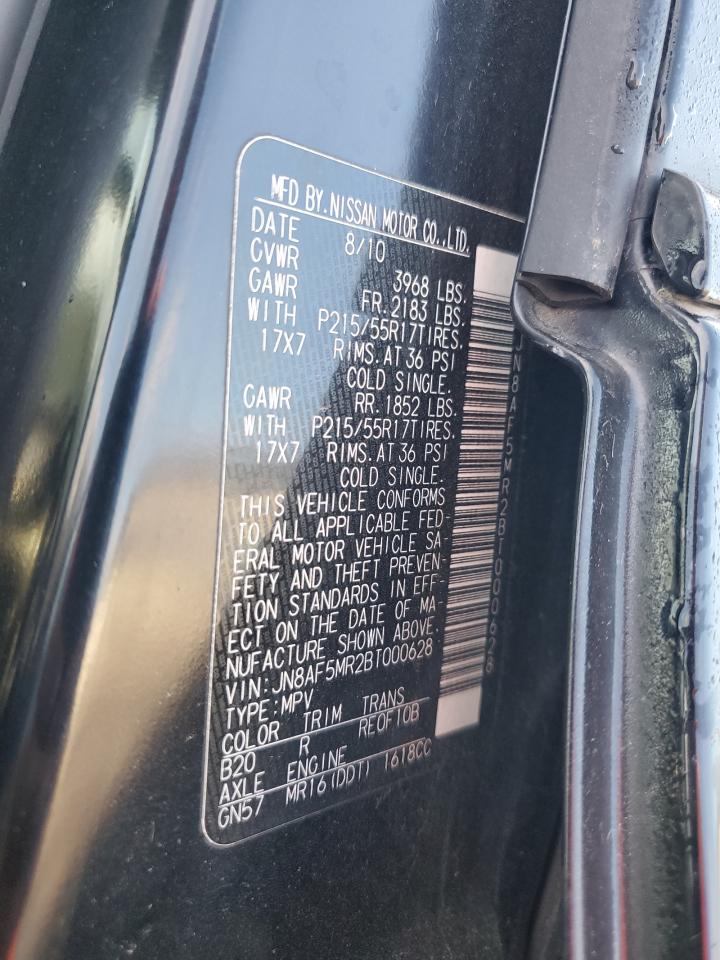 MFD BY.NISSAN MOTOR CO.,LTD.
DATE 8/10
GVWR 3968 LBS.
GAWR FR.2183 LBS.
WITH P215/55R17TIRES.
17X7 RIMS.AT 36 PSI
COLD SINGLE.
GAWR RR.1852 LBS.
WITH P215/55R17TIRES.
17X7 RIMS.AT 36 PSI
COLD SINGLE.
THIS VEHICLE CONFORMS
TO ALL APPLICABLE FED-
ERAL MOTOR VEHICLE SA-
FETY AND THEFT PREVEN-
TION STANDARDS IN EFF-
ECT ON THE DATE OF MA-
NUFACTURE SHOWN ABOVE.
VIN:JN8AF5MR2BT000628
TYPE:MPV
COLOR TRIM TRANS
B20 R RE0F10B
AXLE ENGINE
GN57 MR16(DDT) 1618CC
JN8AF5MR2BT000628